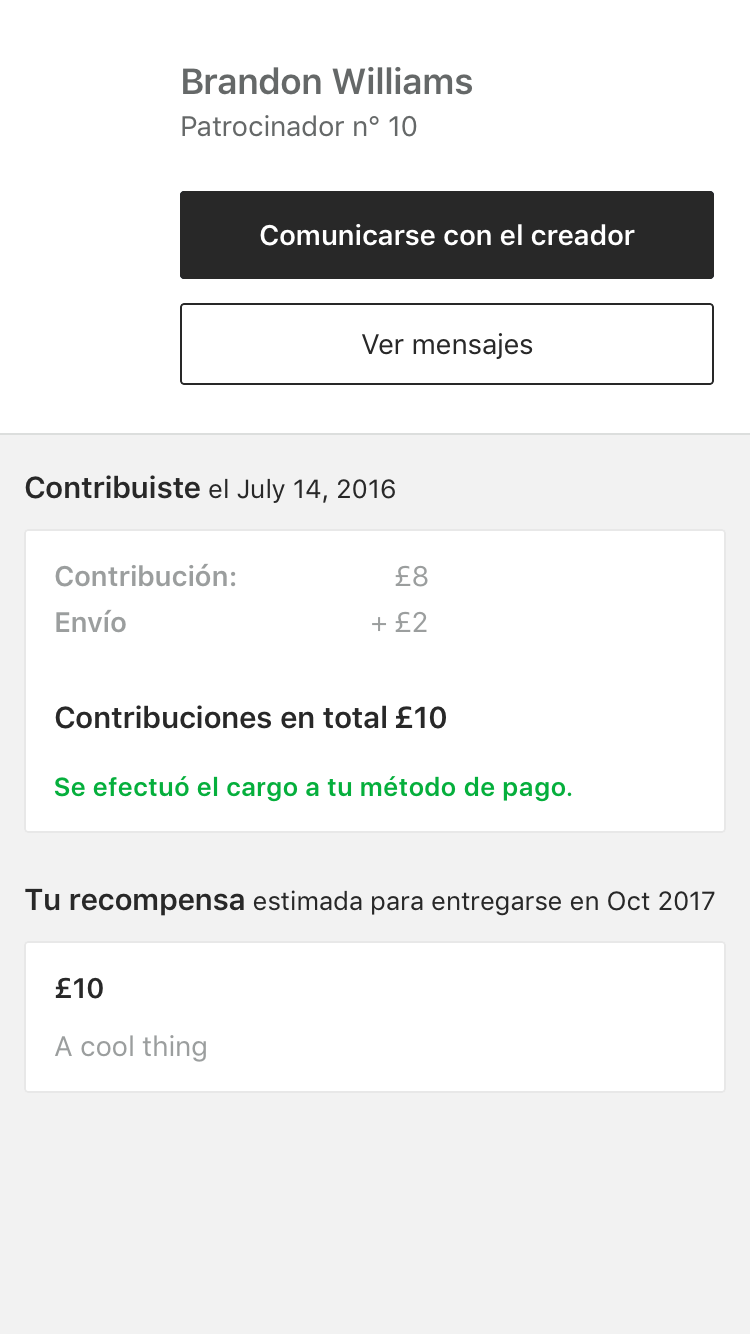 Brandon Williams
Patrocinador n° 10
Comunicarse con el creador
Ver mensajes
Contribuiste el July 14, 2016
Contribución: £8
Envío + £2
Contribuciones en total £10
Se efectuó el cargo a tu método de pago.
Tu recompensa estimada para entregarse en Oct 2017
£10
A cool thing